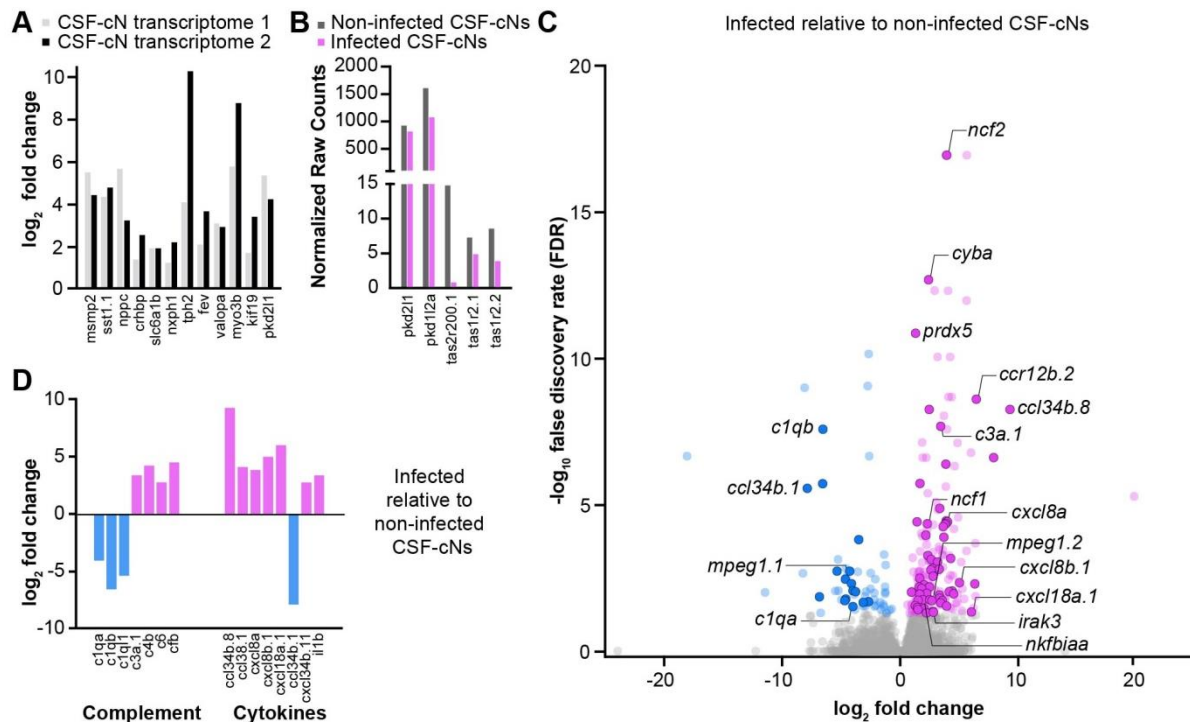 A
CSF-cN transcriptome 1
CSF-cN transcriptome 2
log2 fold change
10
8
6
4
2
0
msmp2
sst1.1
nppc
crhbp
slc6a1b
nxph1
tph2
fev
valopa
myo3b
kif19
pkd2l1
B
Non-infected CSF-cNs
Infected CSF-cNs
Normalized Raw Counts
2000
1500
1000
500
15
10
5
0
pkd2l1
pkd1l2a
tas2r200.1
tas1r2.1
tas1r2.2
C
Infected relative to non-infected CSF-cNs
-log10 false discovery rate (FDR)
20
15
10
5
0
ncf2
cyba
prdx5
ccr12b.2
ccl34b.8
c1qb
c3a.1
ccl34b.1
ncf1
cxcl8a
mpeg1.1
mpeg1.2
cxcl8b.1
cxcl18a.1
c1qa
irak3
nkfbiaa
-20
-10
0
10
20
log2 fold change
D
log2 fold change
10
5
0
-5
-10
c1qa
c1qb
c1ql1
c3a.1
c4b
c6
cfb
Complement
ccl34b.8
ccl38.1
cxcl8a
cxcl8b.1
cxcl18a.1
ccl34b.1
cxcl34b.11
il1b
Cytokines
Infected
relative to
non-infected
CSF-cNs